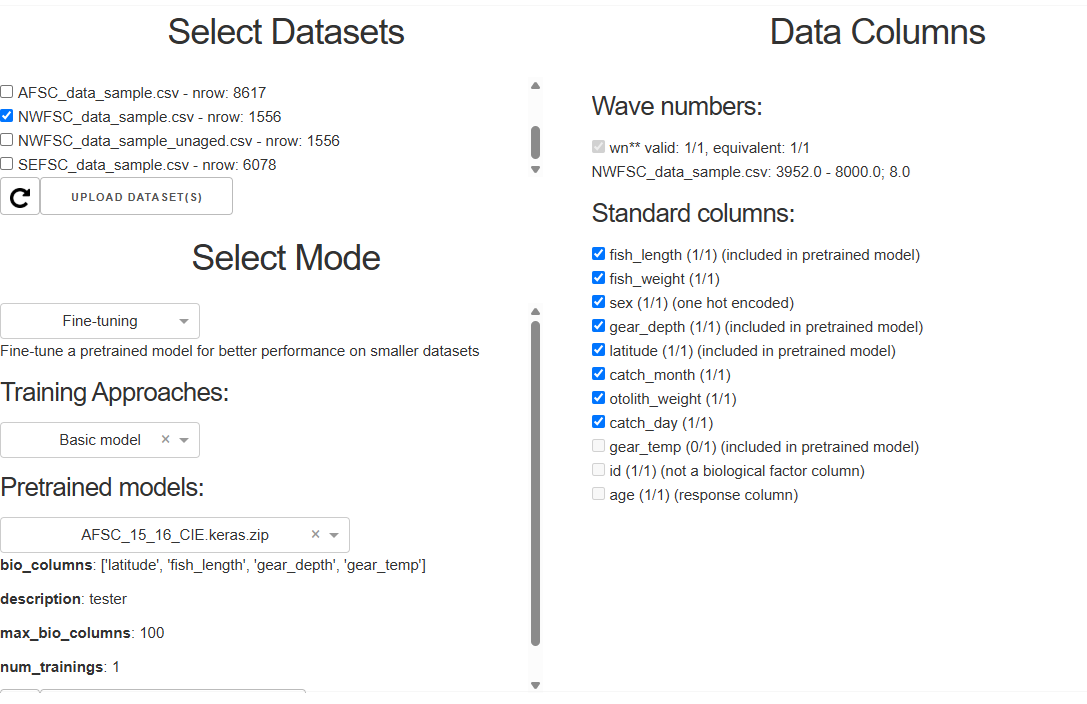 Select Datasets
AFSC_data_sample.csv - nrow: 8617
NWFSC_data_sample.csv - nrow: 1556
NWFSC_data_sample_unaged.csv - nrow: 1556
SEFSC_data_sample.csv - nrow: 6078
UPLOAD DATASET(S)
Select Mode
Fine-tuning
Fine-tune a pretrained model for better performance on smaller datasets
Training Approaches:
Basic model
Pretrained models:
AFSC_15_16_CIE.keras.zip
bio_columns: ['latitude', 'fish_length', 'gear_depth', 'gear_temp']
description: tester
max_bio_columns: 100
num_trainings: 1
Data Columns
Wave numbers:
wn** valid: 1/1, equivalent: 1/1
NWFSC_data_sample.csv: 3952.0 - 8000.0; 8.0
Standard columns:
fish_length (1/1) (included in pretrained model)
fish_weight (1/1)
sex (1/1) (one hot encoded)
gear_depth (1/1) (included in pretrained model)
latitude (1/1) (included in pretrained model)
catch_month (1/1)
otolith_weight (1/1)
catch_day (1/1)
gear_temp (0/1) (included in pretrained model)
id (1/1) (not a biological factor column)
age (1/1) (response column)